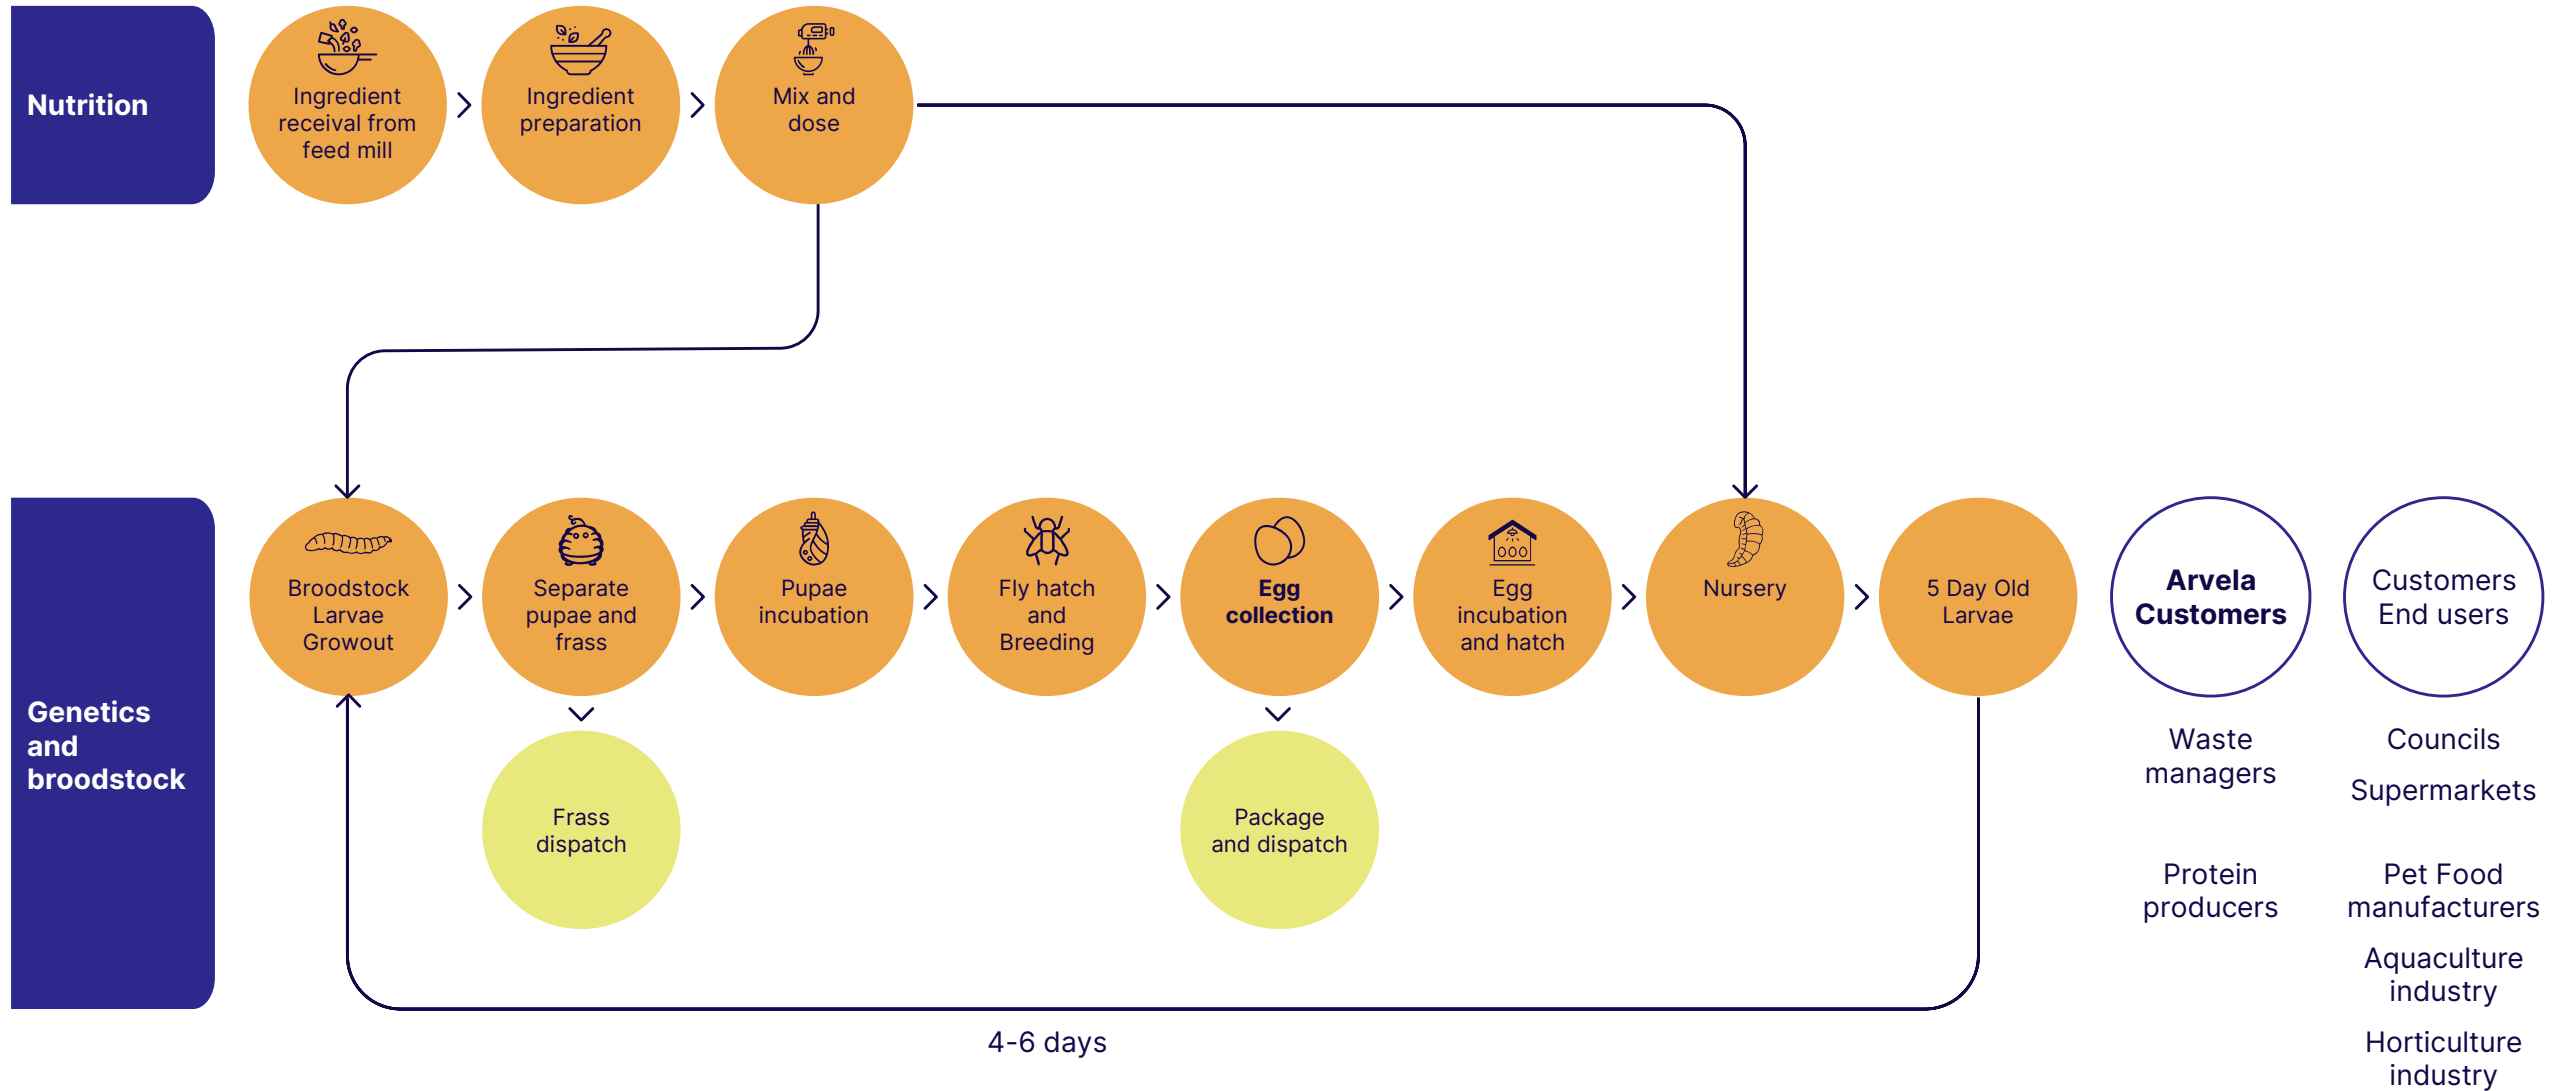 Nutrition
Ingredient
receival from
feed mill
Ingredient
preparation
Mix and
dose
Genetics
and
broodstock
Broodstock
Larvae
Growout
Separate
pupae and
frass
Pupae
incubation
Fly hatch
and
Breeding
Egg
collection
Egg
incubation
and hatch
Nursery
5 Day Old
Larvae
Frass
dispatch
Package
and dispatch
4-6 days
Arvela
Customers
Waste
managers
Protein
producers
Customers
End users
Councils
Supermarkets
Pet Food
manufacturers
Aquaculture
industry
Horticulture
industry